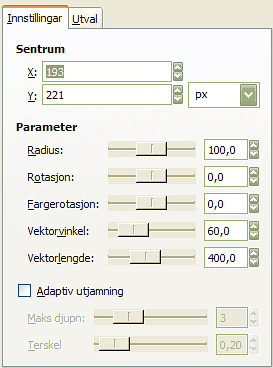 Innstillingar Utval
Sentrum
X: 193
Y: 221 px
Parameter
Radius: 100,0
Rotasjon: 0,0
Fargerotasjon: 0,0
Vektorvinkel: 60,0
Vektorlengde: 400,0
Adaptiv utjamning
Maks djupn: 3
Terskel 0,20